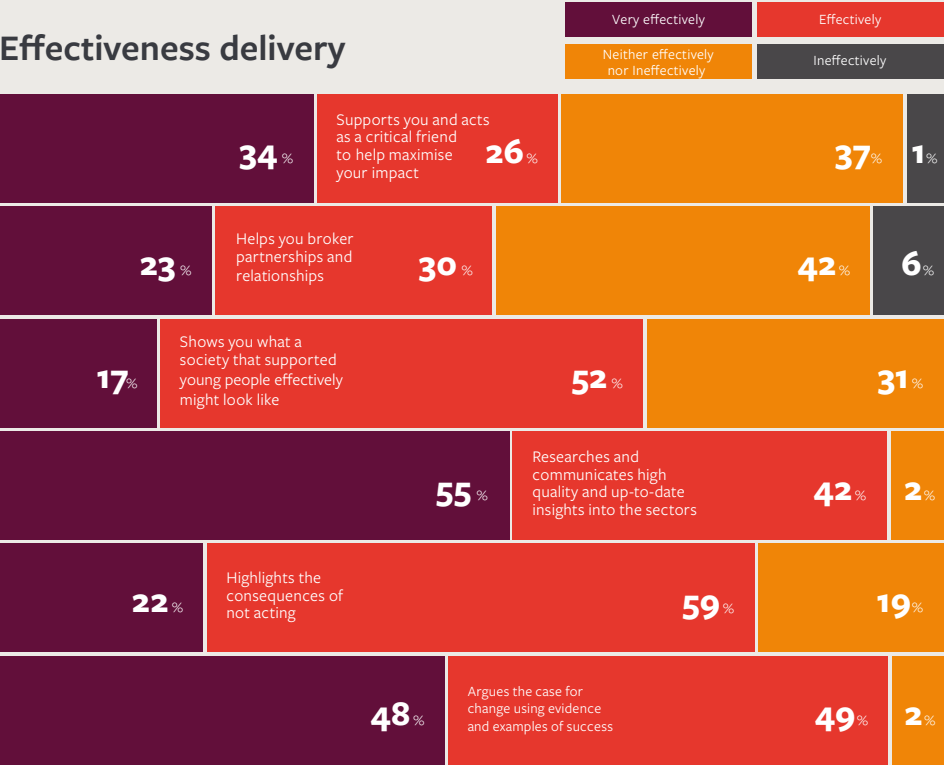 Effectiveness delivery
Very effectively
Effectively
Neither effectively
nor Ineffectively
Ineffectively
34 %
Supports you and acts
as a critical friend
to help maximise
your impact
26 %
37%
1%
23 %
Helps you broker
partnerships and
relationships
30 %
42 %
6%
17%
Shows you what a
society that supported
young people effectively
might look like
52 %
31 %
55 %
Researches and
communicates high
quality and up-to-date
insights into the sectors
42 %
2%
22 %
Highlights the
consequences of
not acting
59 %
19%
48 %
Argues the case for
change using evidence
and examples of success
49%
2%